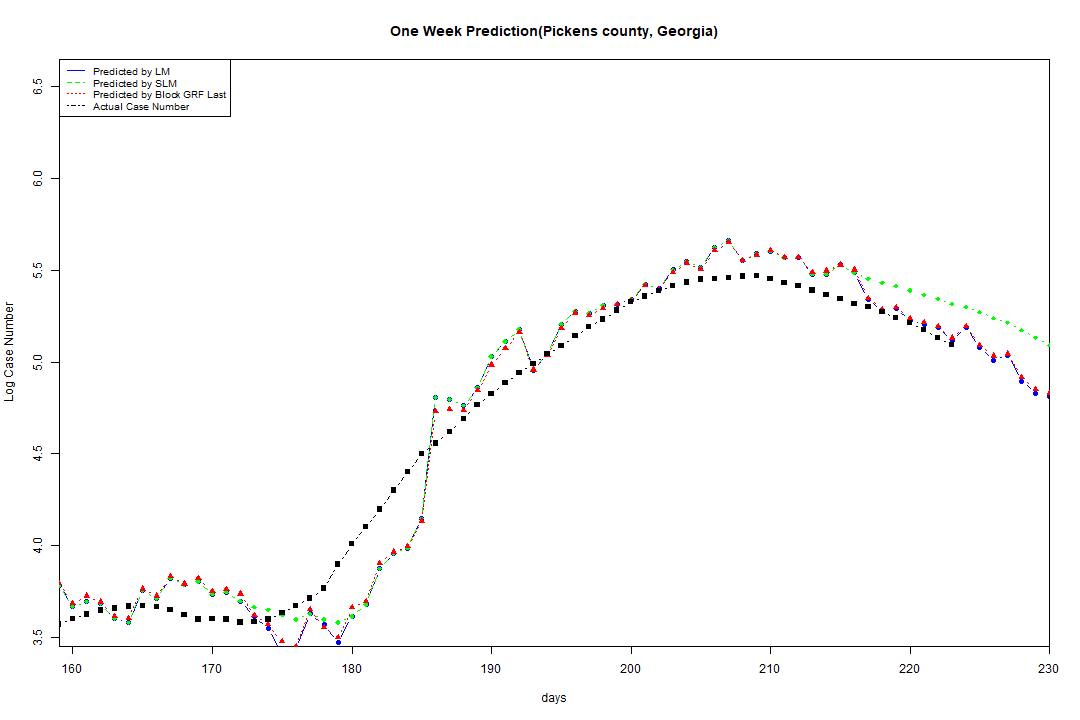 One Week Prediction(Pickens county, Georgia)
Predicted by LM
Predicted by SLM
Predicted by Block GRF Last
Actual Case Number
Log Case Number
6.5
6.0
5.5
5.0
4.5
4.0
3.5
160 170 180 190 200 210 220 230
days